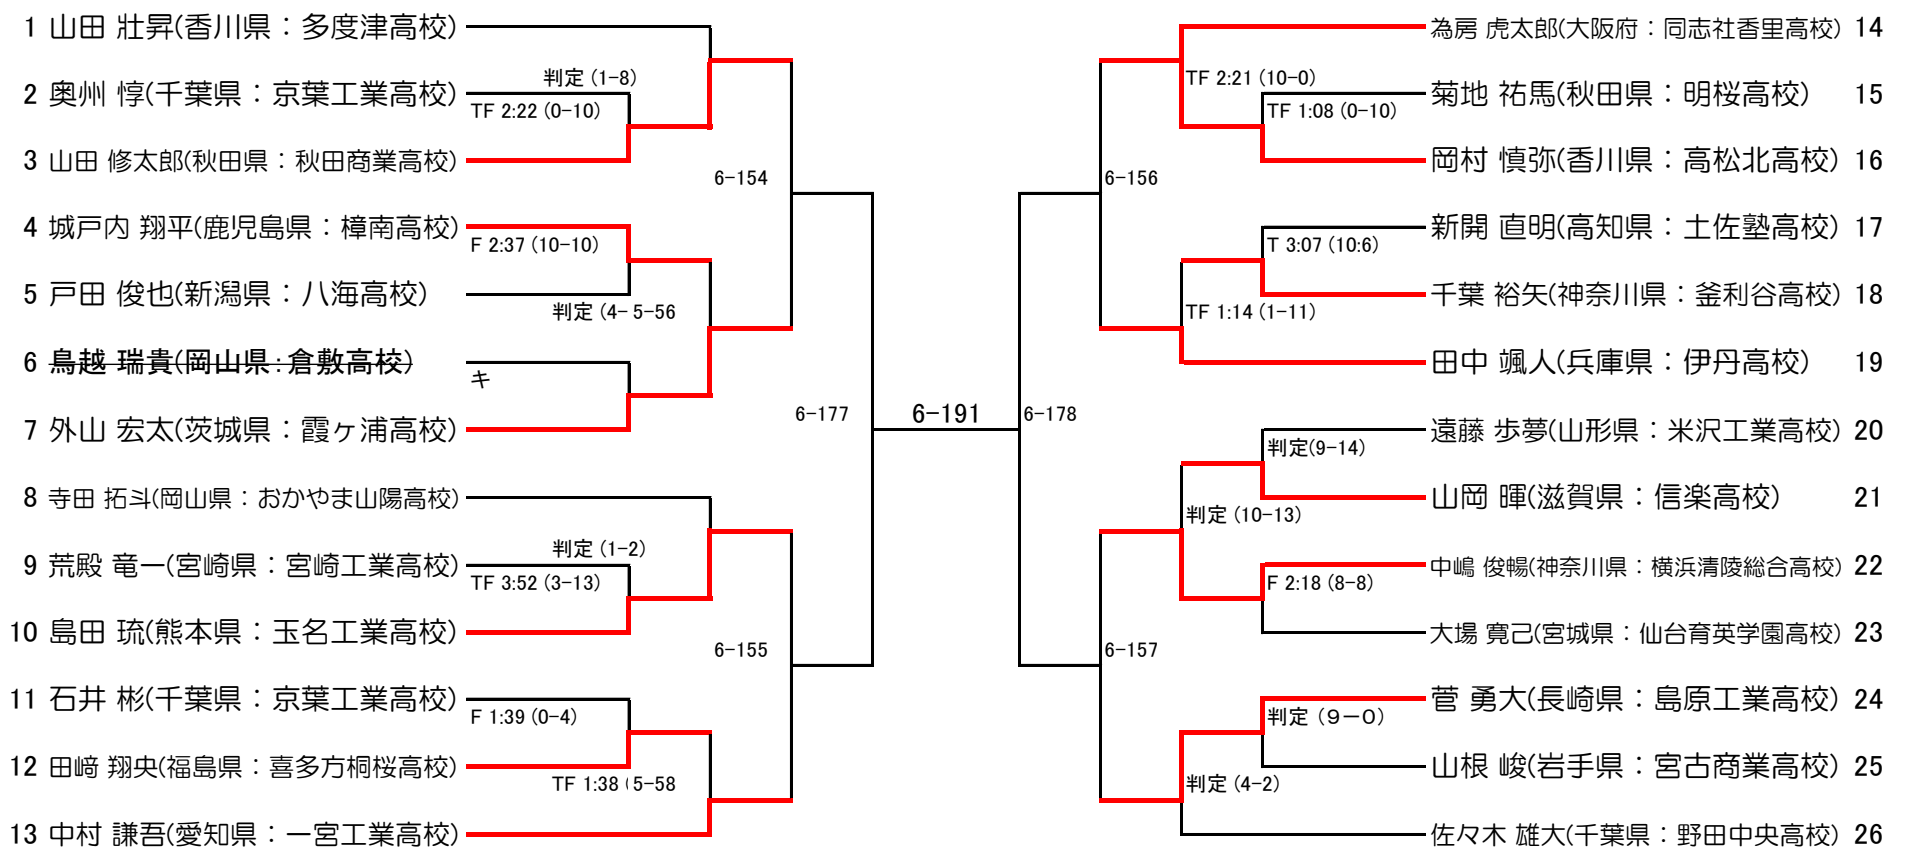 1 山田 壯昇(香川県：多度津高校)
判定 (1-8)
2 奥州 惇(千葉県：京葉工業高校)
TF 2:22 (0-10)
3 山田 修太郎(秋田県：秋田商業高校)
6-154
4 城戸内 翔平(鹿児島県：樟南高校)
F 2:37 (10-10)
5 戸田 俊也(新潟県：八海高校)
判定 (4- 5-56
6 鳥越 瑞貴(岡山県：倉敷高校)
キ
7 外山 宏太(茨城県：霞ヶ浦高校)
6-177
8 寺田 拓斗(岡山県：おかやま山陽高校)
判定 (1-2)
9 荒殿 竜一(宮崎県：宮崎工業高校)
TF 3:52 (3-13)
10 島田 琉(熊本県：玉名工業高校)
6-155
11 石井 彬(千葉県：京葉工業高校)
F 1:39 (0-4)
12 田﨑 翔央(福島県：喜多方桐桜高校)
TF 1:38 (5-58
13 中村 謙吾(愛知県：一宮工業高校)
6-191
為房 虎太郎(大阪府：同志社香里高校) 14
TF 2:21 (10-0)
菊地 祐馬(秋田県：明桜高校) 15
TF 1:08 (0-10)
岡村 慎弥(香川県：高松北高校) 16
6-156
新開 直明(高知県：土佐塾高校) 17
T 3:07 (10:6)
千葉 裕矢(神奈川県：釜利谷高校) 18
TF 1:14 (1-11)
田中 颯人(兵庫県：伊丹高校) 19
6-178
遠藤 歩夢(山形県：米沢工業高校) 20
判定(9-14)
山岡 暉(滋賀県：信楽高校) 21
判定 (10-13)
中嶋 俊暢(神奈川県：横浜清陵総合高校) 22
F 2:18 (8-8)
大場 寛己(宮城県：仙台育英学園高校) 23
6-157
菅 勇大(長崎県：島原工業高校) 24
判定 （９－０）
山根 峻(岩手県：宮古商業高校) 25
判定 (4-2)
佐々木 雄大(千葉県：野田中央高校) 26